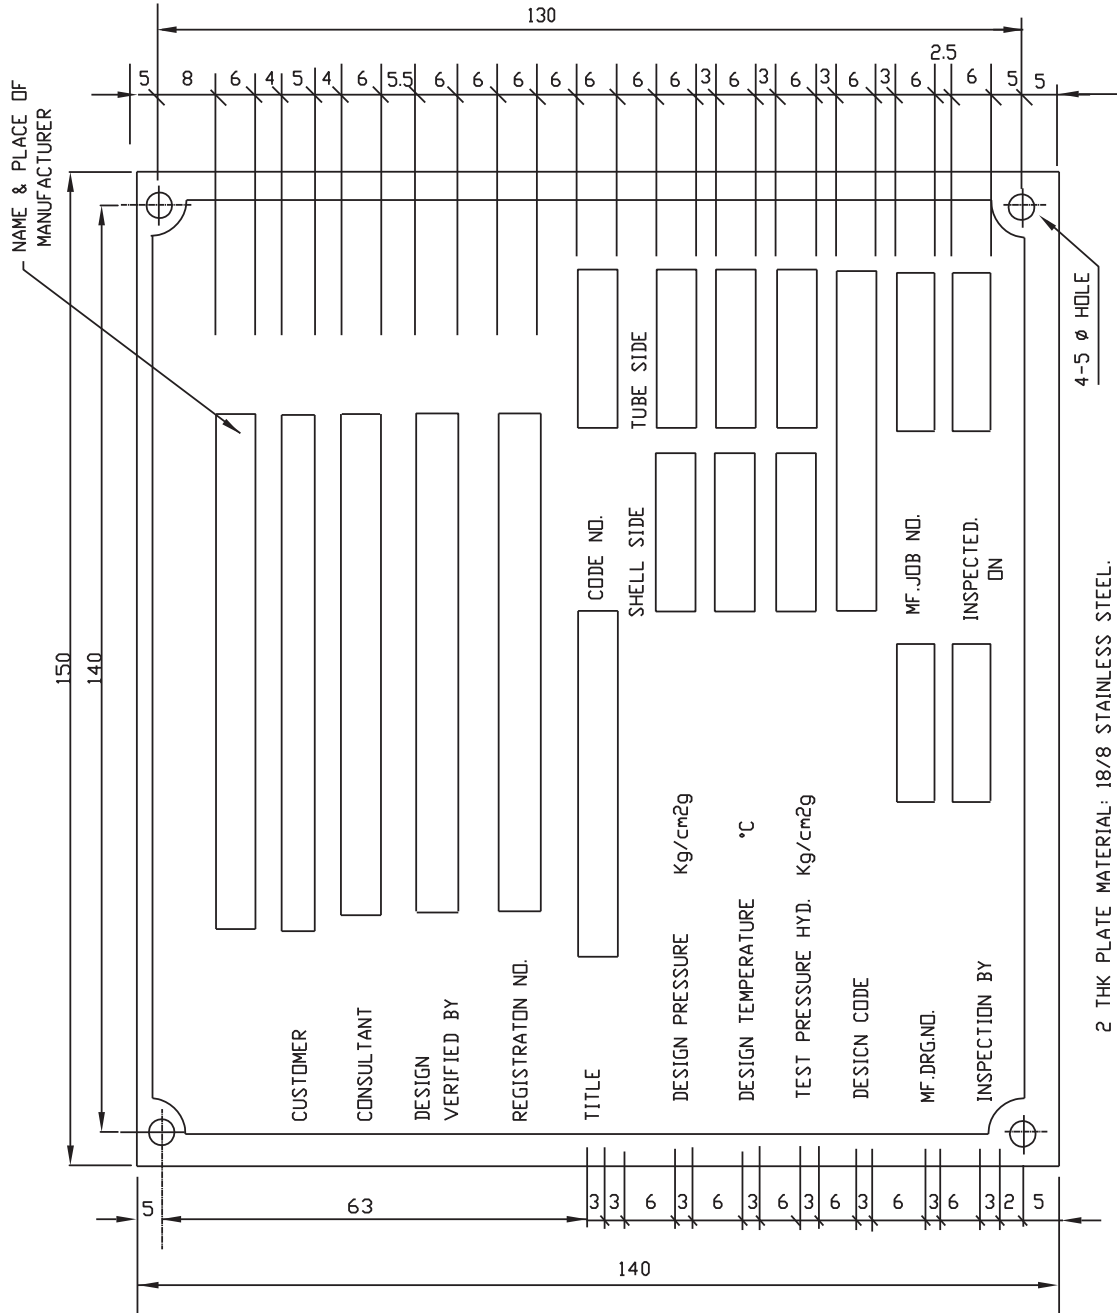 130
2.5
5 8 6 4 5 4 6 5.5 6 6 6 6 6 6 6 3 6 3 6 3 6 3 6 6 5 5
NAME & PLACE OF
MANUFACTURER
150
140
CUSTOMER
CONSULTANT
DESIGN
VERIFIED BY
REGISTRATON NO.
TITLE
CODE NO.
SHELL SIDE TUBE SIDE
DESIGN PRESSURE Kg/cm2g
DESIGN TEMPERATURE °C
TEST PRESSURE HYD. Kg/cm2g
DESICN CODE
MF.DRG.NO. MF.JOB NO.
INSPECTION BY INSPECTED.
ON
4-5 ø HOLE
2 THK PLATE MATERIAL: 18/8 STAINLESS STEEL.
5 63 3 3 6 3 6 3 6 3 6 3 6 3 6 3 2 5
140